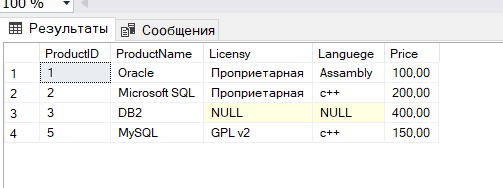 100 %
Результаты Сообщения
ProductID ProductName Licensy Languege Price
1 1 Oracle Проприетарная Assambly 100,00
2 2 Microsoft SQL Проприетарная c++ 200,00
3 3 DB2 NULL NULL 400,00
4 5 MySQL GPL v2 c++ 150,00